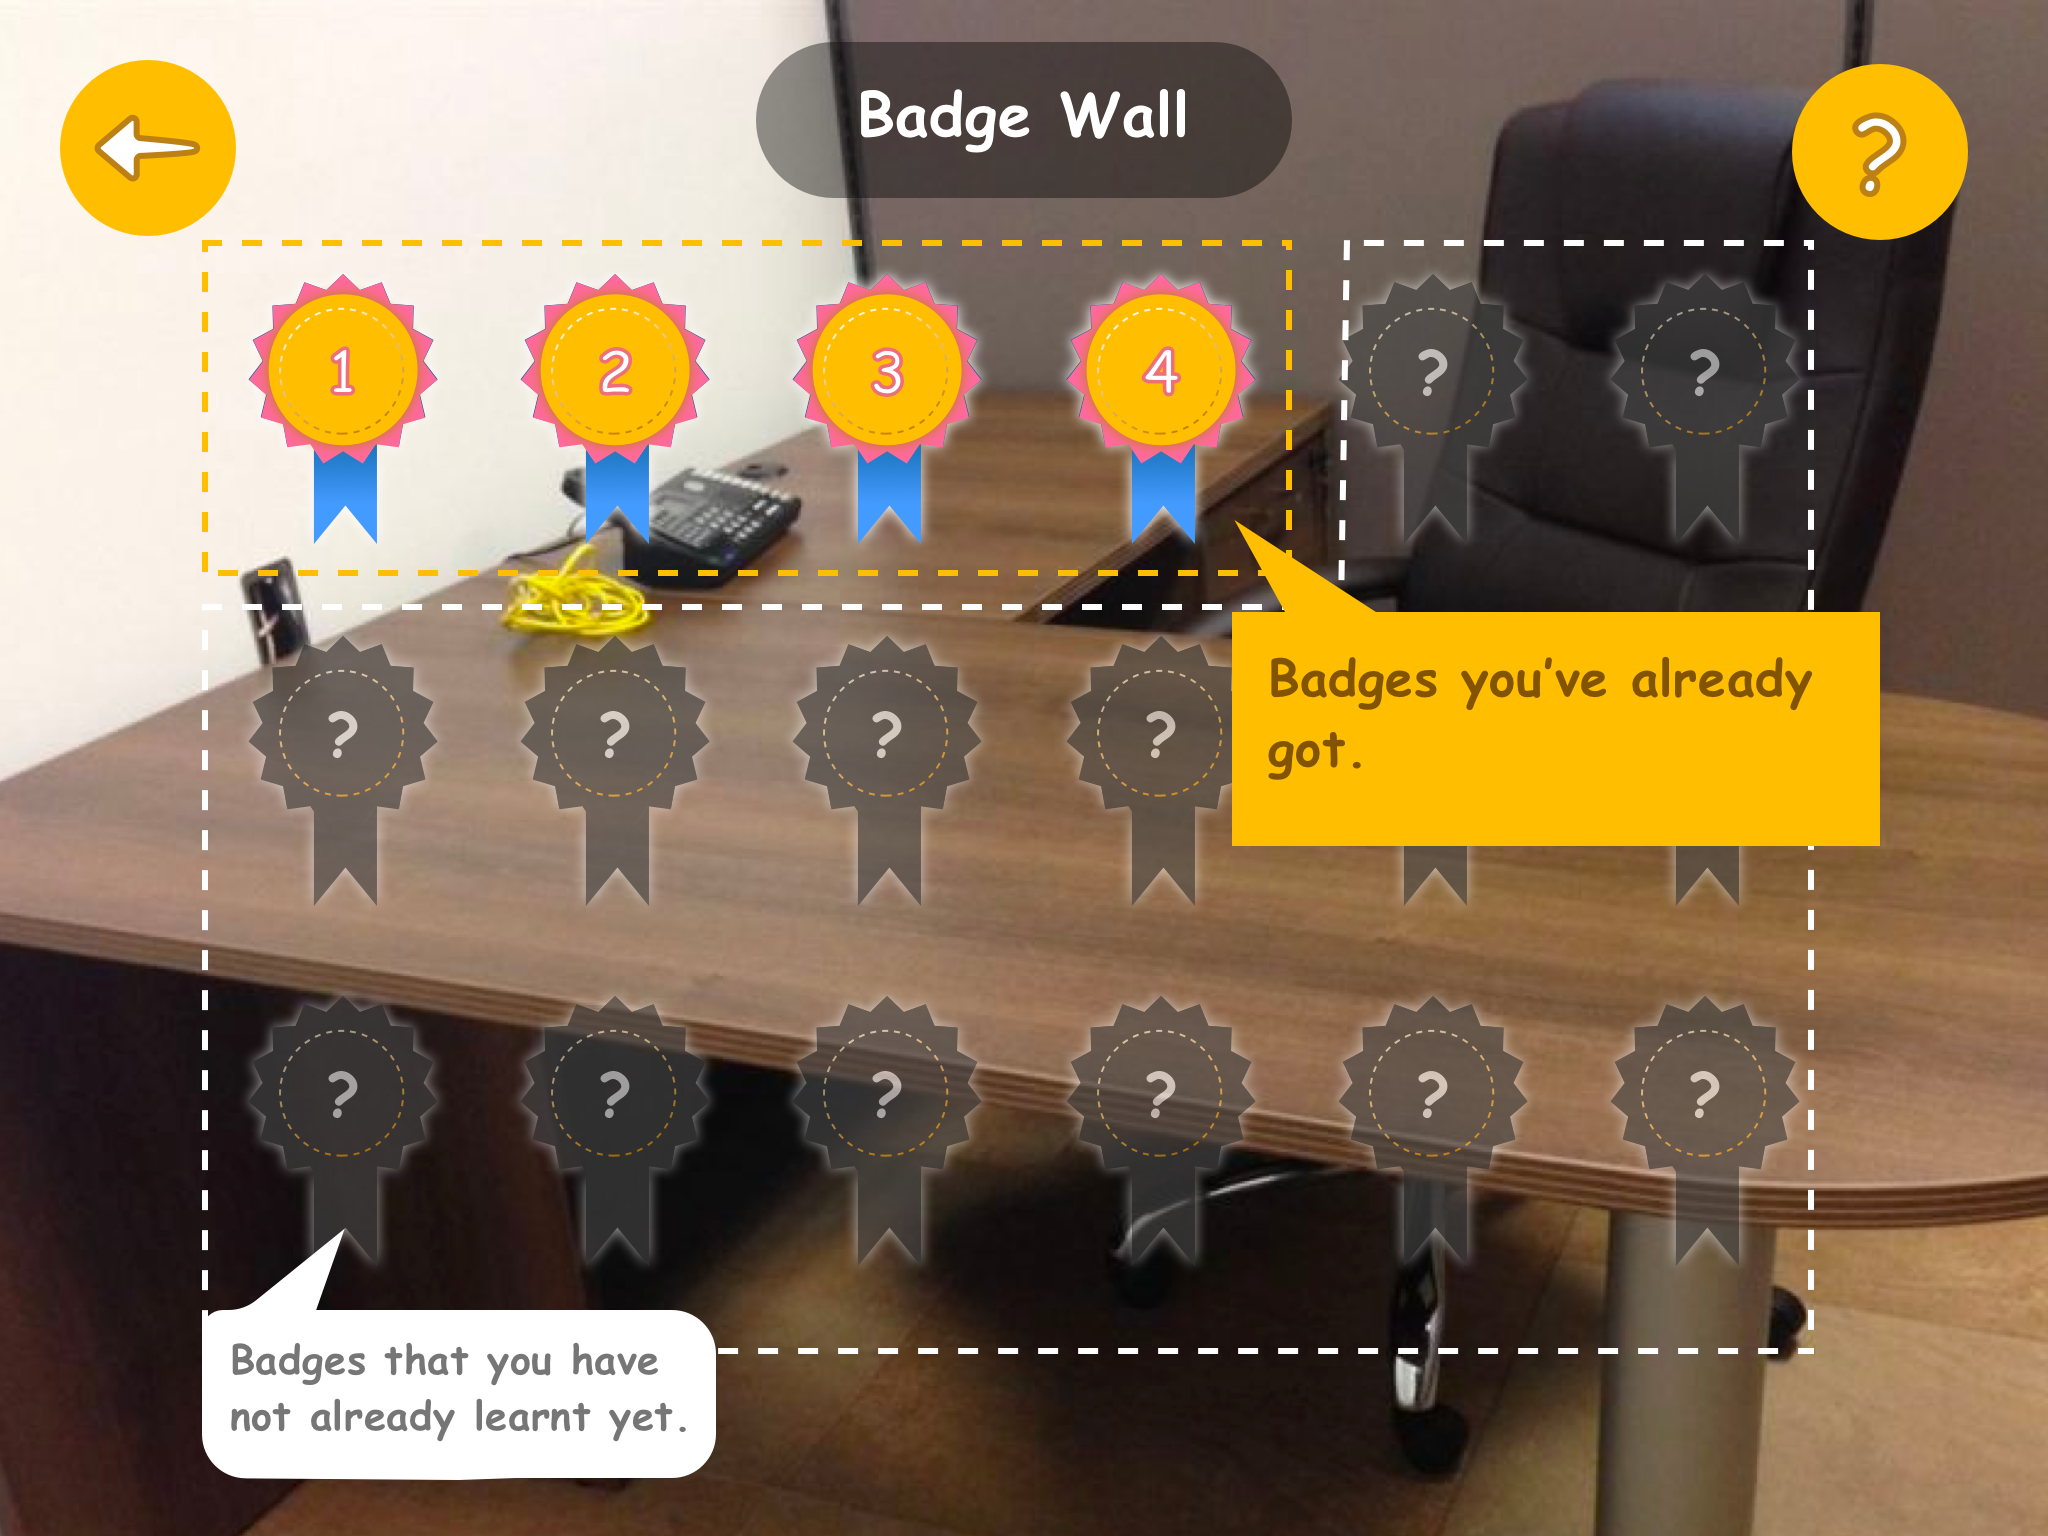 Badge Wall
?
1 2 3 4 ? ?
Badges you've already
got.
? ? ? ?
? ? ? ? ? ?
Badges that you have
not already learnt yet.